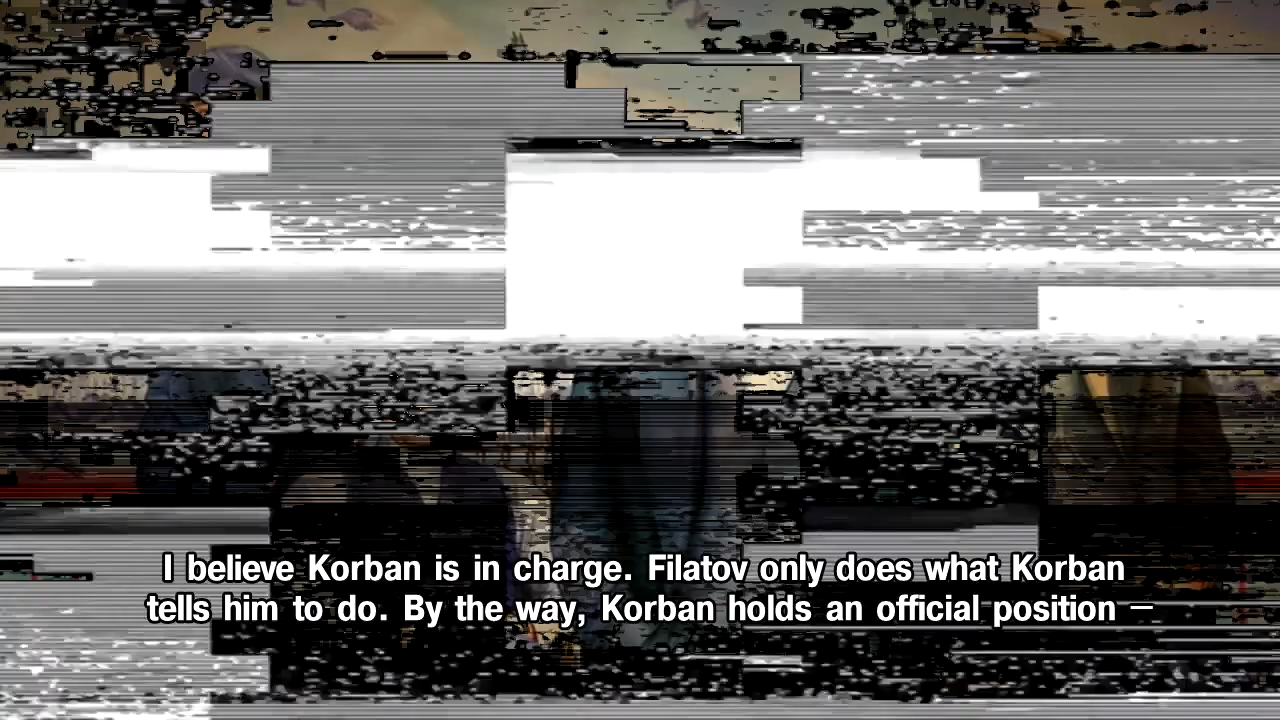 I believe Korban is in charge. Filatov only does what Korban
tells him to do. By the way, Korban holds an official position —